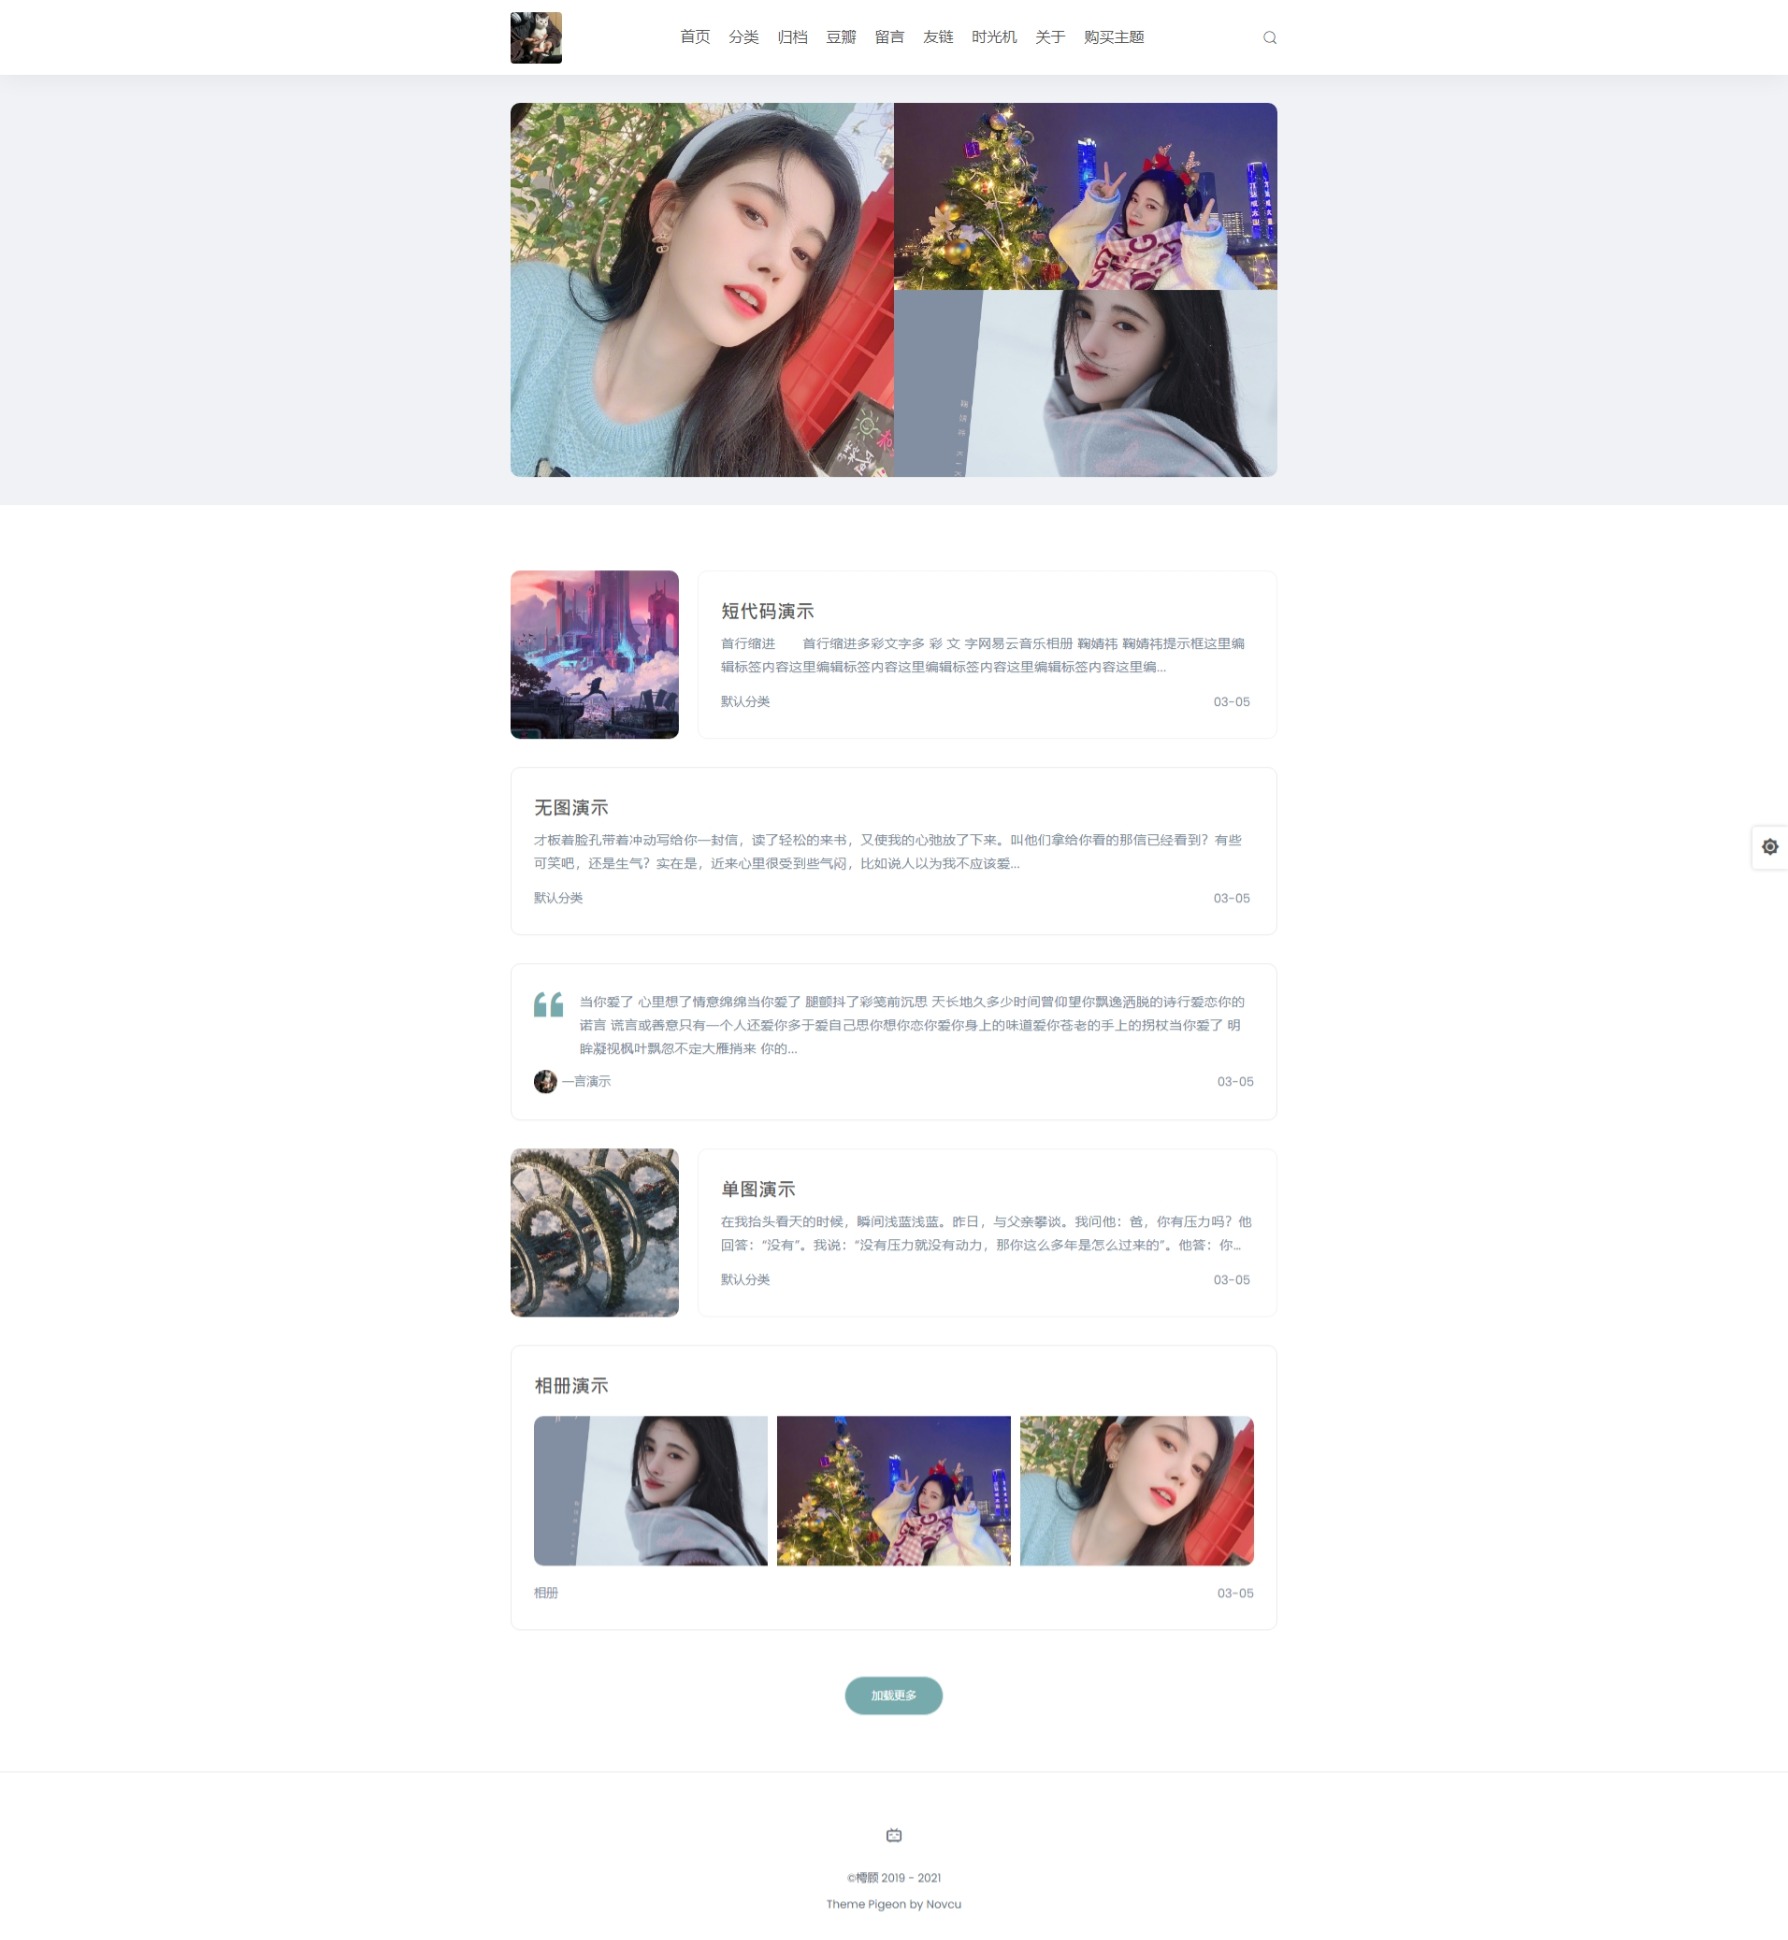 首页 分类 归档 豆瓣 留言 友链 时光机 关于 购买主题
短代码演示
首行缩进　　首行缩进多彩文字多 彩 文 字网易云音乐相册 鞠婧祎 鞠婧祎提示框这里编
辑标签内容这里编辑标签内容这里编辑标签内容这里编辑标签内容这里编...
默认分类 03-05
无图演示
才板着脸孔带着冲动写给你一封信，读了轻松的来书，又使我的心弛放了下来。叫他们拿给你看的那信已经看到？有些
可笑吧，还是生气？实在是，近来心里很受到些气闷，比如说人以为我不应该爱...
默认分类 03-05
当你爱了 心里想了情意绵绵当你爱了 腿颤抖了彩笺前沉思 天长地久多少时间曾仰望你飘逸洒脱的诗行爱恋你的
诺言 谎言或善意只有一个人还爱你多于爱自己思你想你恋你爱你身上的味道爱你苍老的手上的拐杖当你爱了 明
眸凝视枫叶飘忽不定大雁捎来 你的...
一言演示 03-05
单图演示
在我抬头看天的时候，瞬间浅蓝浅蓝。昨日，与父亲攀谈。我问他：爸，你有压力吗？他
回答：“没有”。我说：“没有压力就没有动力，那你这么多年是怎么过来的”。他答：你...
默认分类 03-05
相册演示
相册 03-05
加载更多
2019 - 2021
Theme Pigeon by Novcu